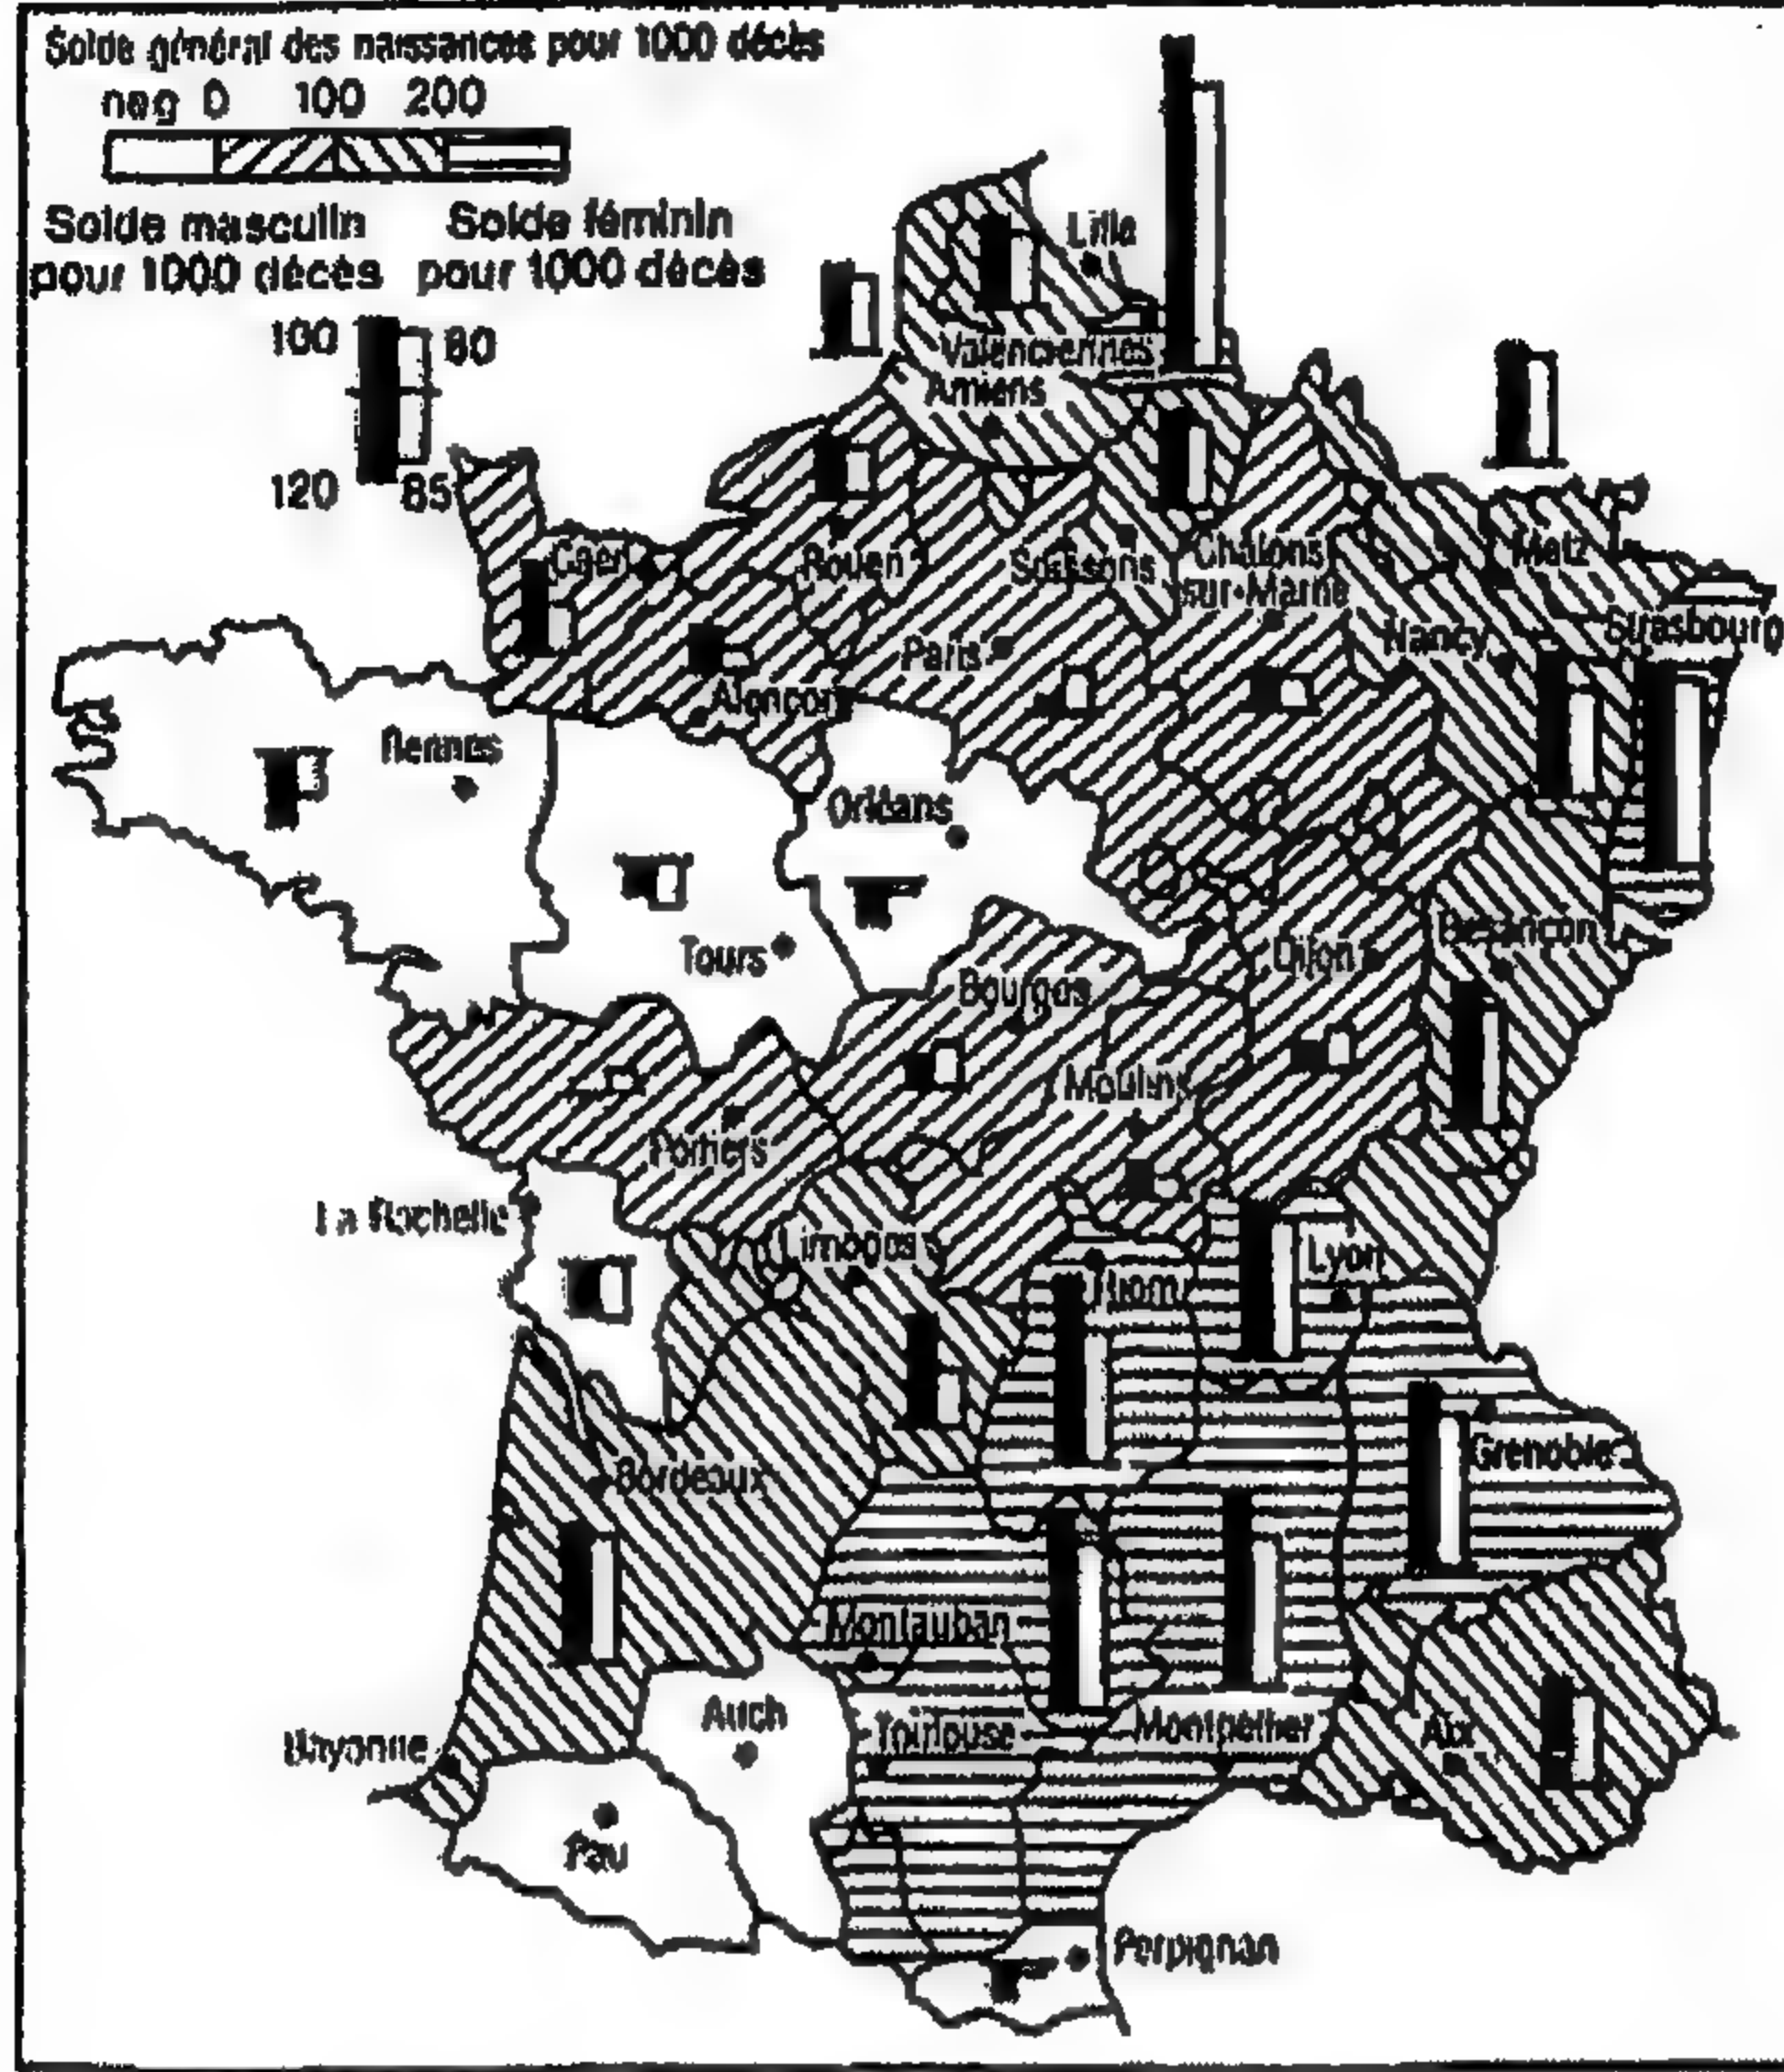 Solde général des naissances pour 1000 décès
neg 0 100 200
Solde masculin Solde féminin
pour 1000 décès pour 1000 décès
100 80
120 85
Lille
Valenciennes
Amiens
Caen
Rouen
Soissons
Chalons
sur-Marne
Metz
Nancy
Strasbourg
Paris
Alençon
Rennes
Orléans
Tours
Bourges
Dijon
Besançon
Moulins
Poitiers
La Rochelle
Limoges
Riom
Lyon
Bordeaux
Grenoble
Montauban
Auch
Toulouse
Montpellier
Aix
Bayonne
Pau
Perpignan